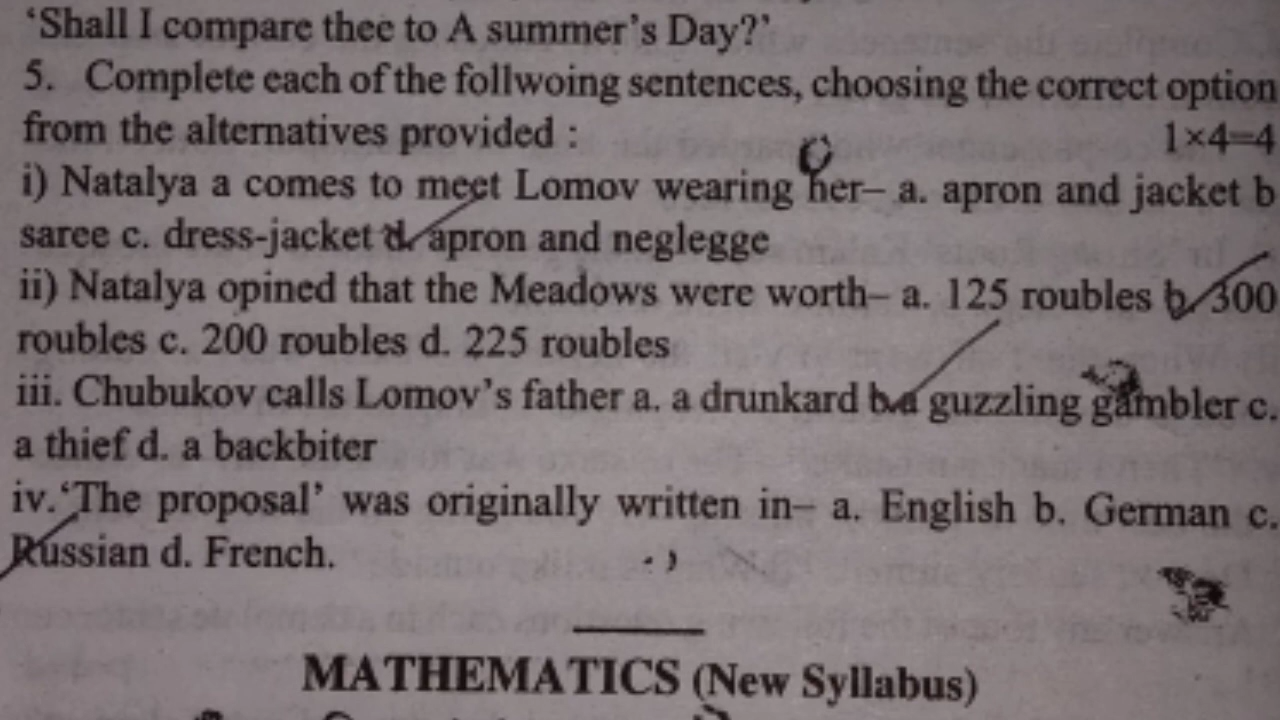 ‘Shall I compare thee to A summer’s Day?’
5. Complete each of the follwoing sentences, choosing the correct option
from the alternatives provided : 1×4=4
i) Natalya a comes to meet Lomov wearing her– a. apron and jacket b
saree c. dress-jacket d. apron and neglegge
ii) Natalya opined that the Meadows were worth– a. 125 roubles b. 300
roubles c. 200 roubles d. 225 roubles
iii. Chubukov calls Lomov’s father a. a drunkard b.a guzzling gambler c.
a thief d. a backbiter
iv.‘The proposal’ was originally written in– a. English b. German c.
Russian d. French.
MATHEMATICS (New Syllabus)